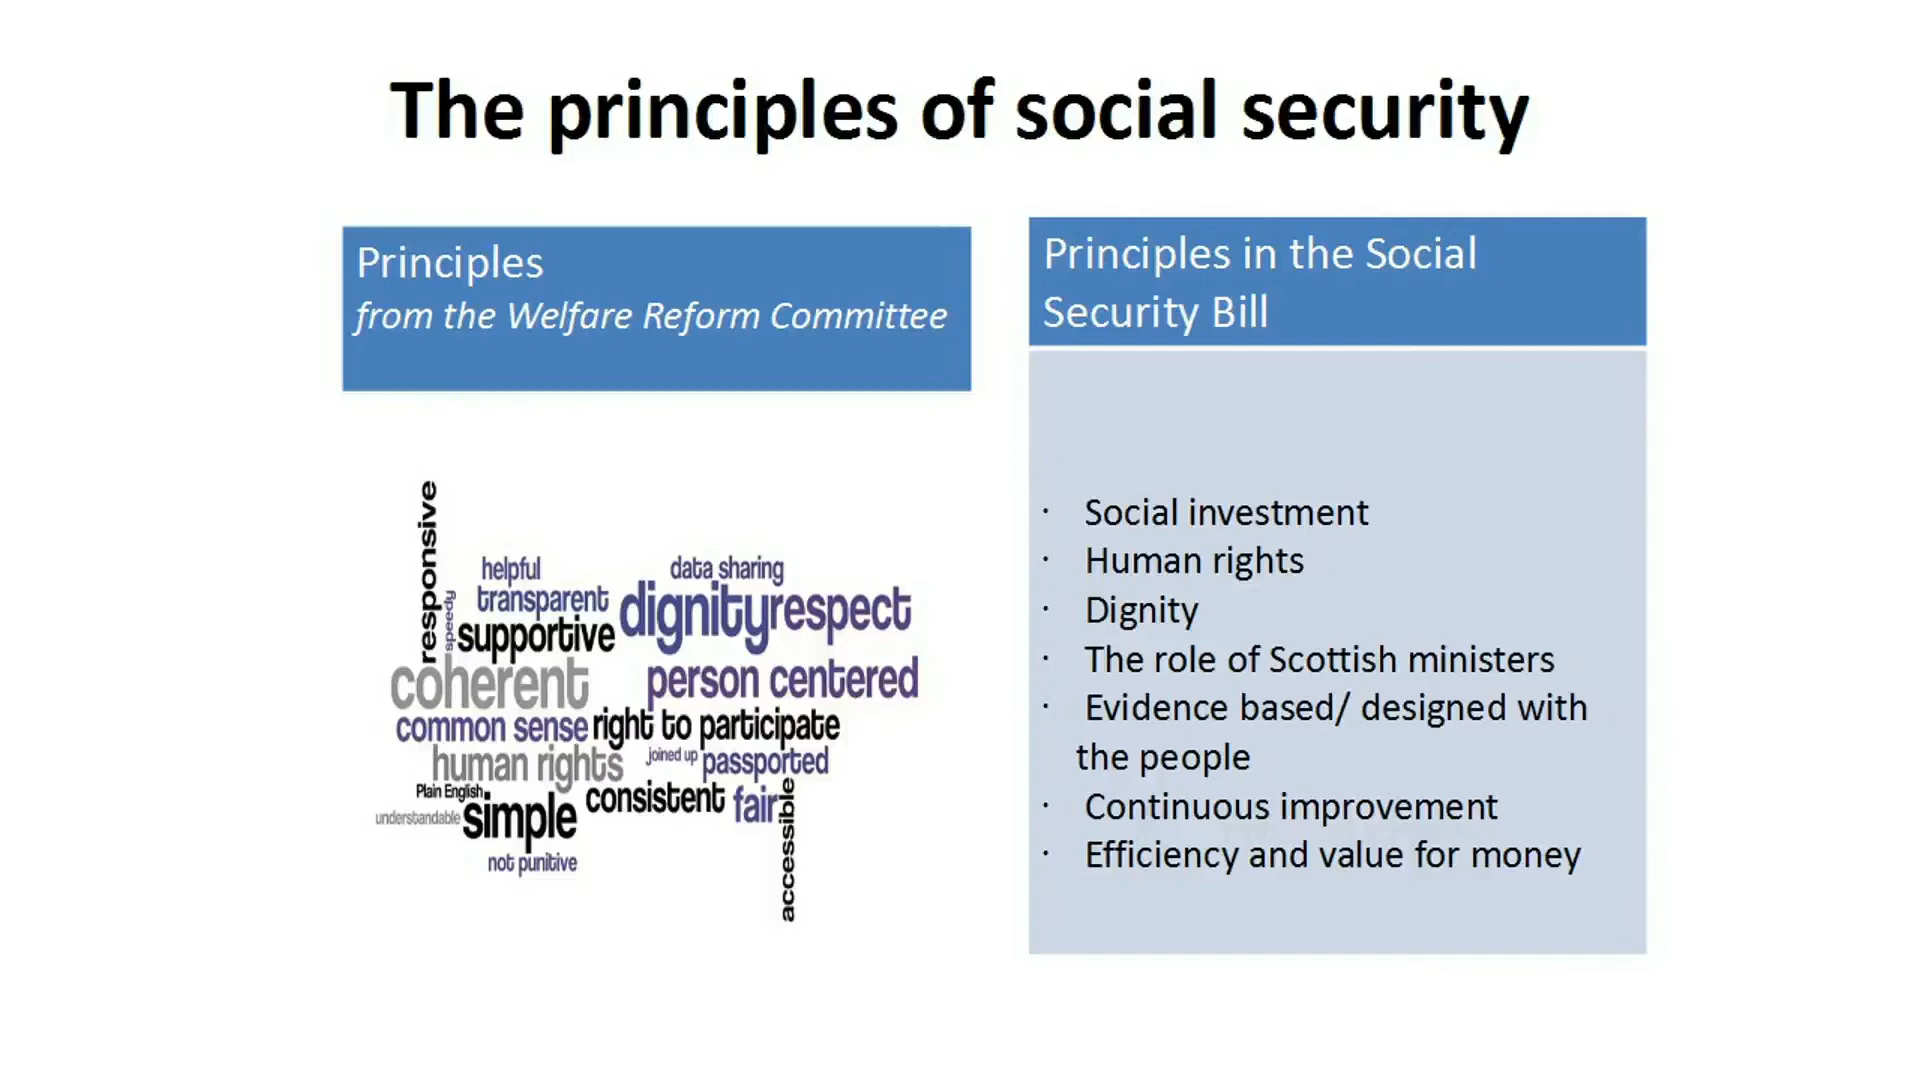 The principles of social security
Principles
from the Welfare Reform Committee
responsive
speedy
helpful
data sharing
transparent
dignity
respect
supportive
coherent
person centered
common sense
right to participate
human rights
joined up
passported
Plain English
understandable
simple
consistent
fair
accessible
not punitive
Principles in the Social
Security Bill
· Social investment
· Human rights
· Dignity
· The role of Scottish ministers
· Evidence based/ designed with
the people
· Continuous improvement
· Efficiency and value for money